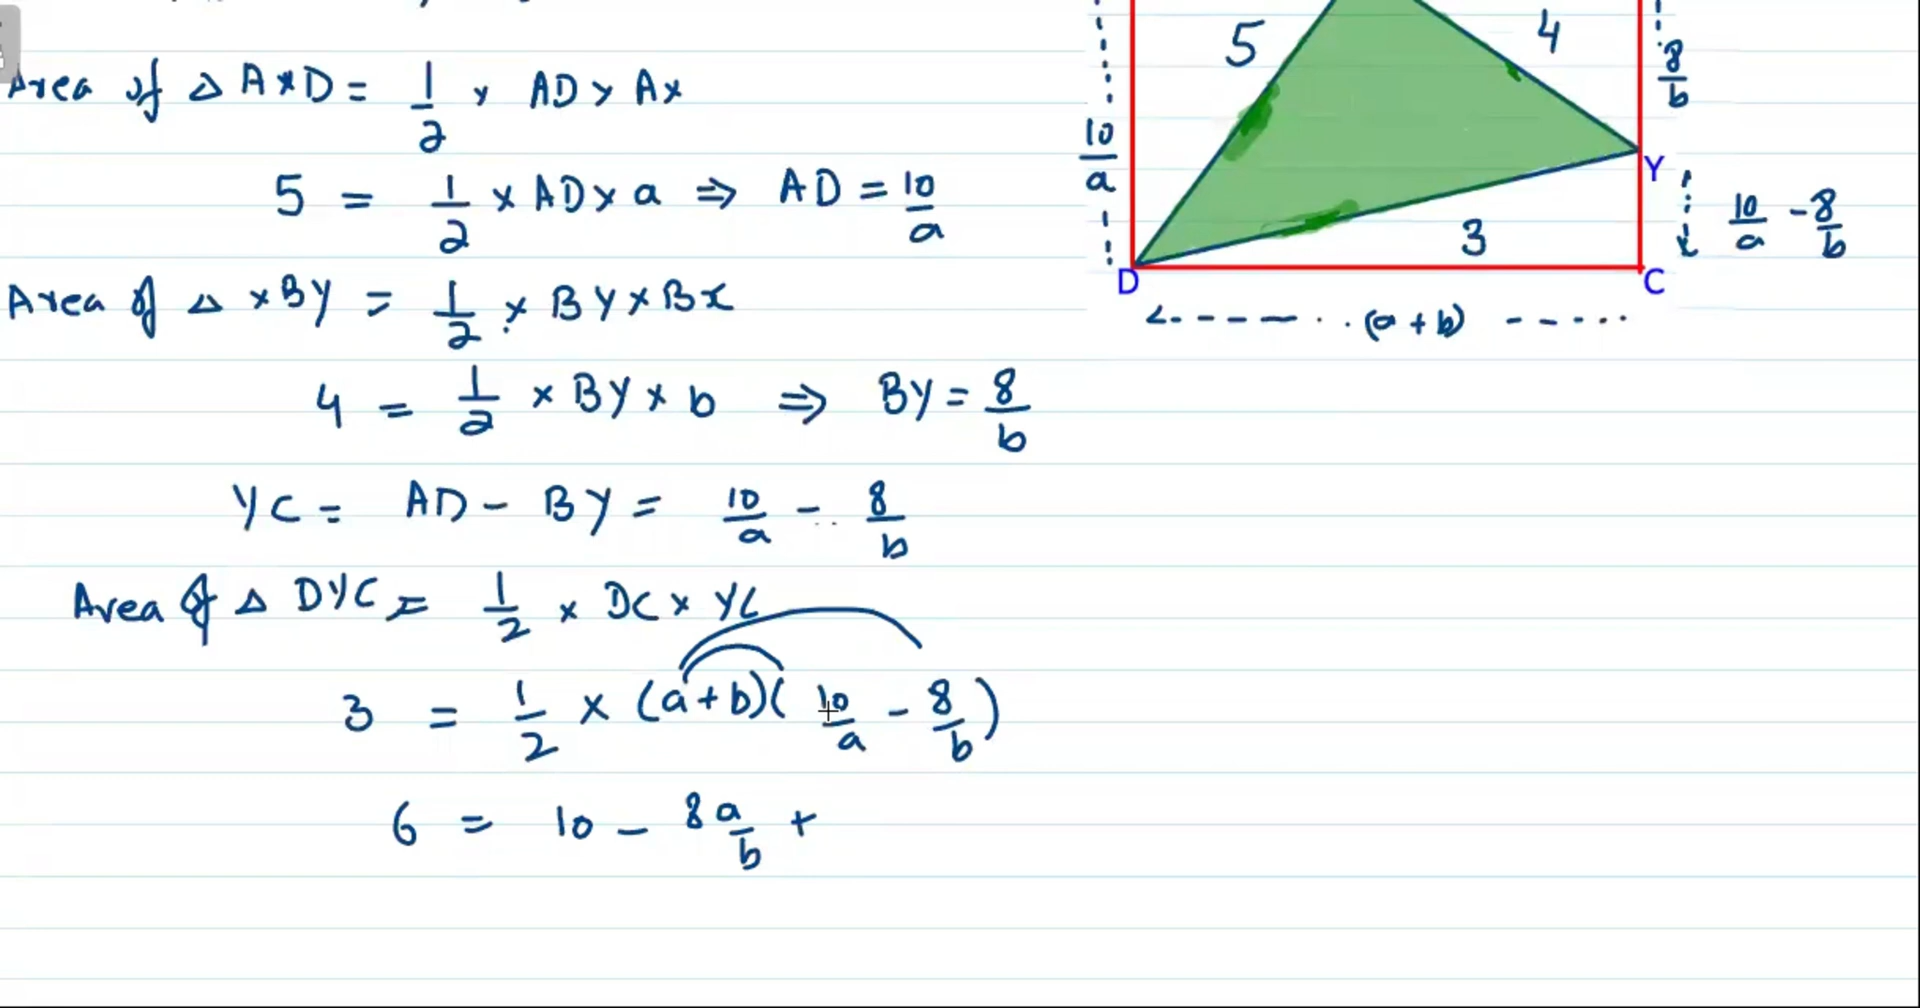 Area of △ AXD = 1/2 × AD × AX
5 = 1/2 × AD × a ⇒ AD = 10/a
Area of △ XBY = 1/2 × BY × BX
4 = 1/2 × BY × b ⇒ BY = 8/b
YC = AD - BY = 10/a - 8/b
Area of △ DYC = 1/2 × DC × YC
3 = 1/2 × (a+b)(10/a - 8/b)
6 = 10 - 8a/b +
5
4
8/b
10/a
Y
10/a - 8/b
3
D
C
(a+b)